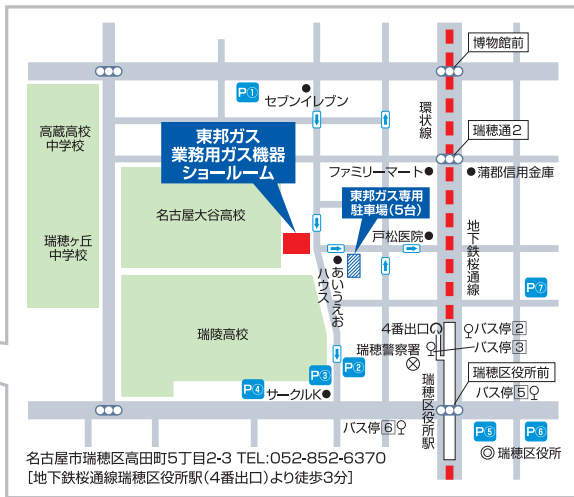 博物館前
P①
セブンイレブン
環状線
瑞穂通2
高蔵高校
中学校
東邦ガス
業務用ガス機器
ショールーム
ファミリーマート
蒲郡信用金庫
東邦ガス専用
駐車場(5台)
名古屋大谷高校
戸松医院
地下鉄桜通線
瑞穂ヶ丘
中学校
あいうえお
ハウス
P⑦
瑞陵高校
4番出口
バス停2
瑞穂警察署
バス停3
P②
P③
瑞穂区役所前
P④
サークルK
瑞穂区役所駅
バス停5
バス停6
P⑤
P⑥
瑞穂区役所
名古屋市瑞穂区高田町5丁目2-3 TEL:052-852-6370
[地下鉄桜通線瑞穂区役所駅(4番出口)より徒歩3分]